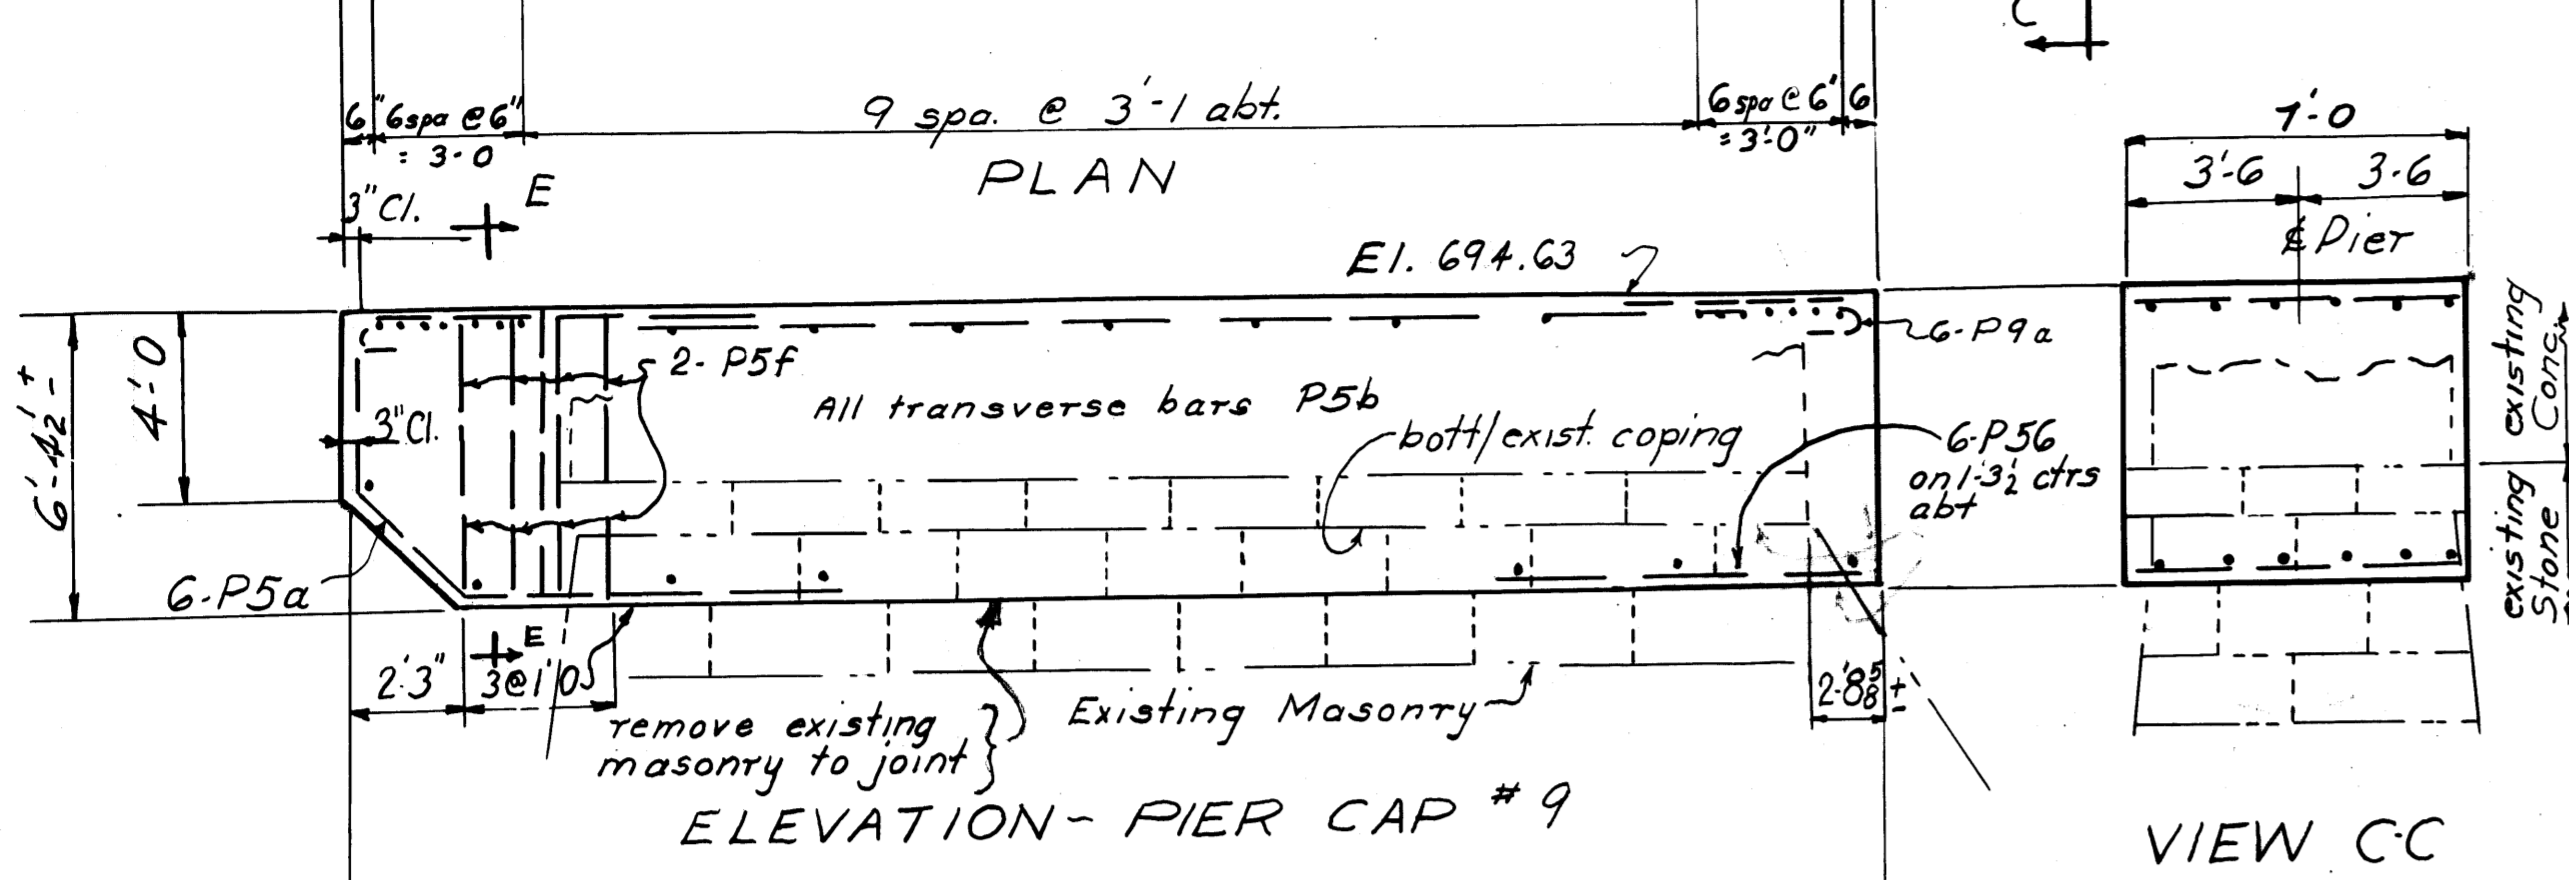 C
6" 6spa @ 6" = 3-0
9 spa. @ 3'-1 abt.
6 spa @ 6' 6
= 3'-0"
PLAN
3" Cl.
E
El. 694.63
7'-0
3'-6 3-6
℄ Pier
6'-4½' ±
4'-0
3" Cl.
2- P5f
All transverse bars P5b
bott/exist. coping
6-P9a
6-P56
on 1-3½ ctrs
abt
existing Conc.
existing Stone
6-P5a
E
2'-3" 3@1'0
2'-8⅝ ±
remove existing
masonry to joint
Existing Masonry
ELEVATION- PIER CAP #9
VIEW C-C